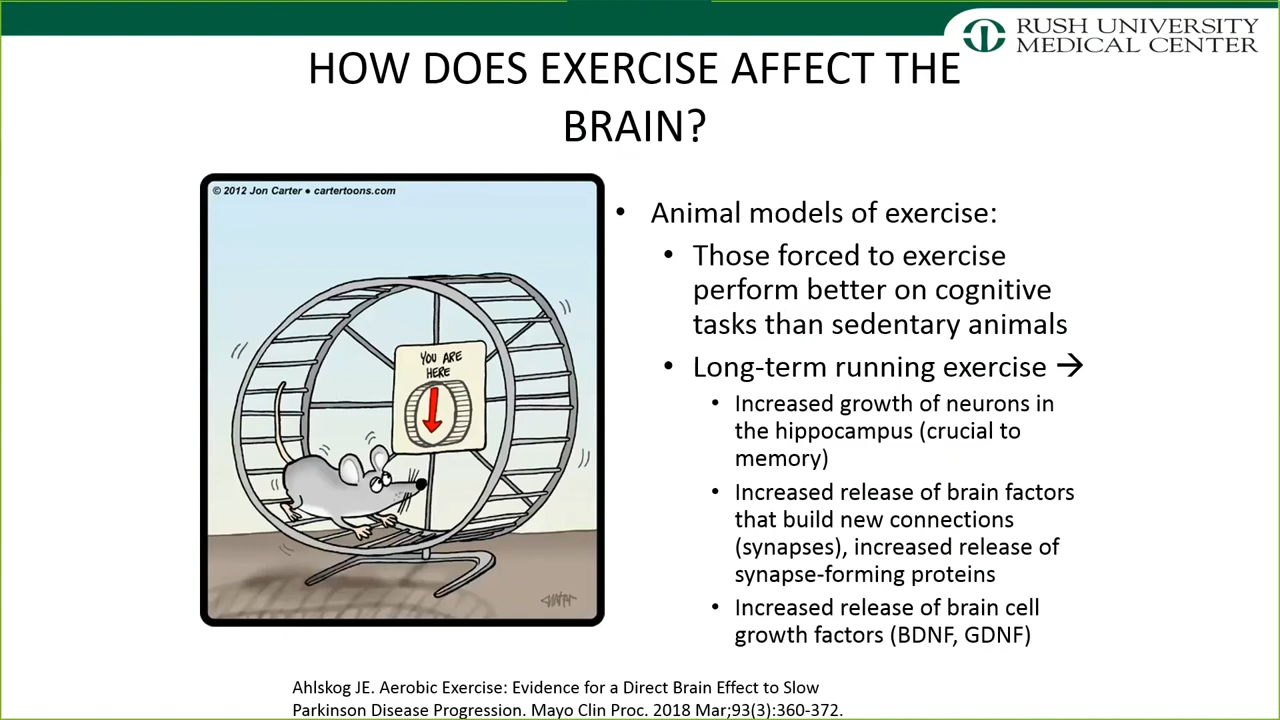 RUSH UNIVERSITY
MEDICAL CENTER
HOW DOES EXERCISE AFFECT THE
BRAIN?
© 2012 Jon Carter • cartertoons.com
YOU ARE
HERE
• Animal models of exercise:
• Those forced to exercise
perform better on cognitive
tasks than sedentary animals
• Long-term running exercise →
• Increased growth of neurons in
the hippocampus (crucial to
memory)
• Increased release of brain factors
that build new connections
(synapses), increased release of
synapse-forming proteins
• Increased release of brain cell
growth factors (BDNF, GDNF)
Ahlskog JE. Aerobic Exercise: Evidence for a Direct Brain Effect to Slow
Parkinson Disease Progression. Mayo Clin Proc. 2018 Mar;93(3):360-372.